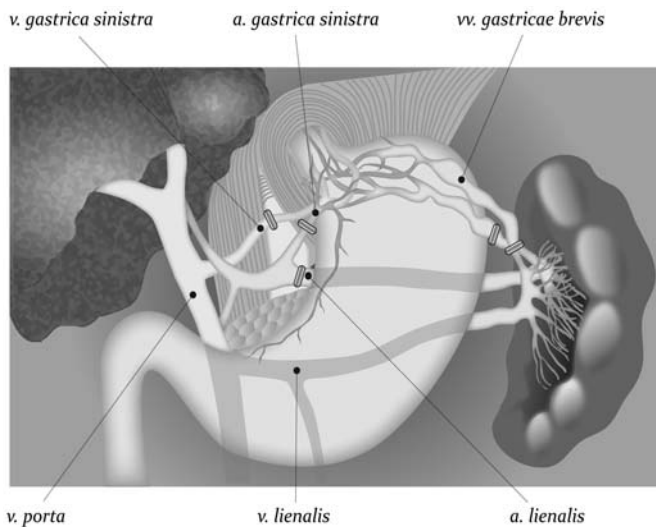 v. gastrica sinistra
a. gastrica sinistra
vv. gastricae brevis
v. porta
v. lienalis
a. lienalis